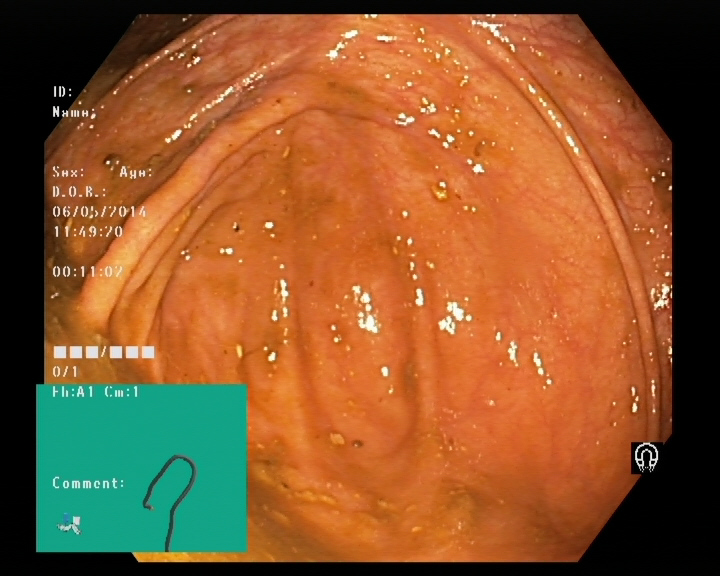 ID:
Name:
Sex: Age:
D.O.B.:
06/05/2014
11:49:20
00:11:02
/
0/1
Eh:A1 Cm:1
Comment: